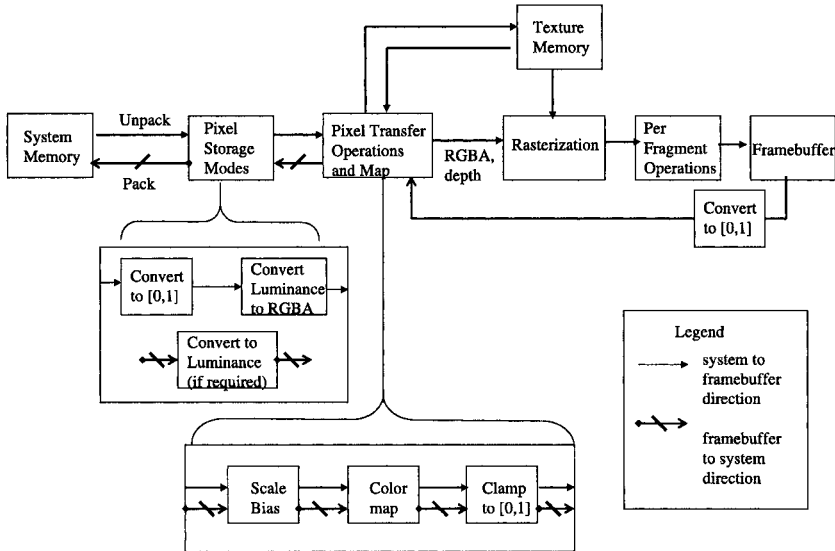 Texture
Memory
Unpack
System
Memory
Pack
Pixel
Storage
Modes
Pixel Transfer
Operations
and Map
RGBA,
depth
Rasterization
Per
Fragment
Operations
Framebuffer
Convert
to [0,1]
Convert
to [0,1]
Convert
Luminance
to RGBA
Convert to
Luminance
(if required)
Legend
system to
framebuffer
direction
framebuffer
to system
direction
Scale
Bias
Color
map
Clamp
to [0,1]